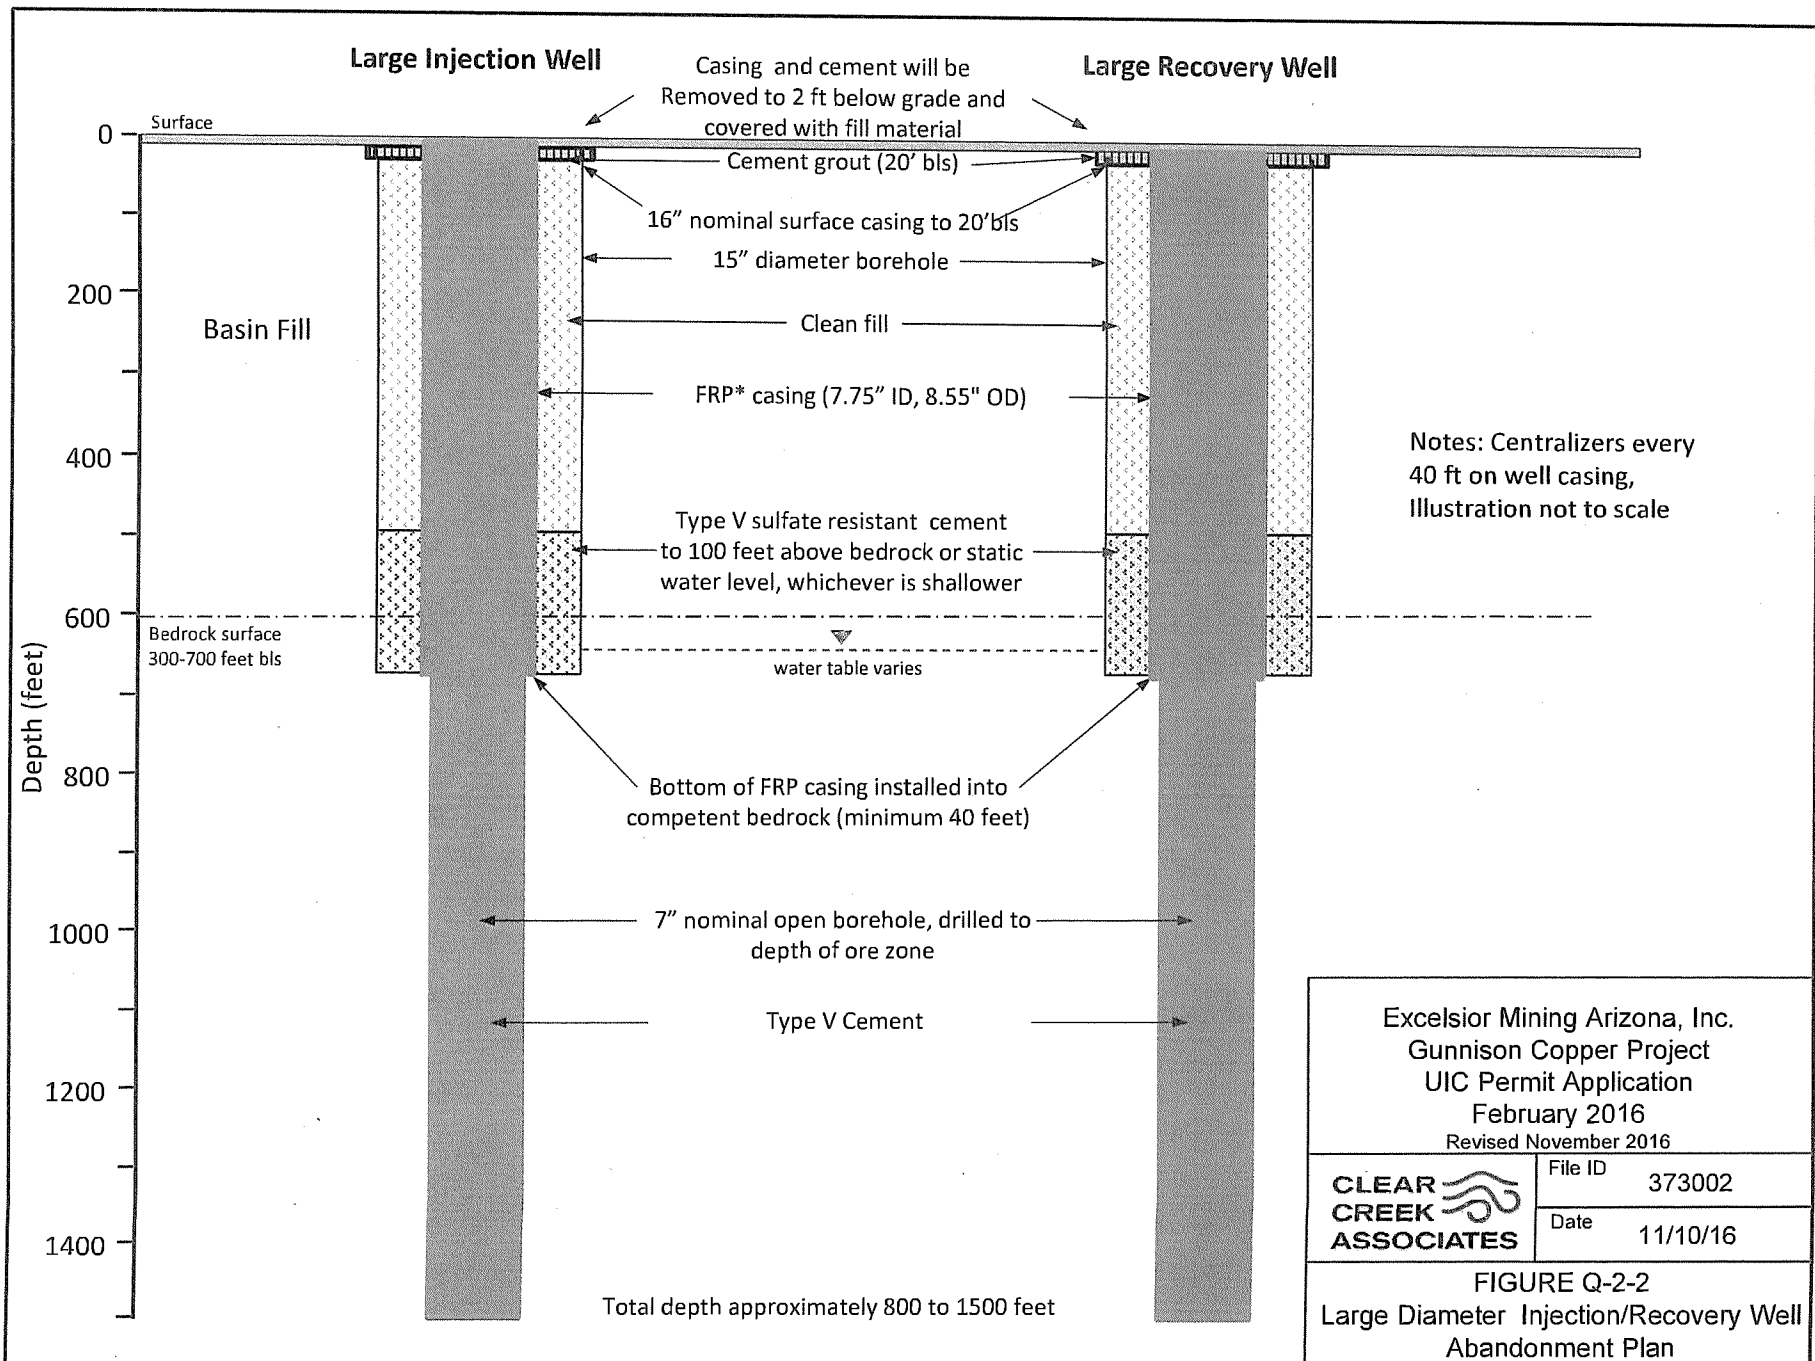 Large Injection Well
Large Recovery Well
Casing and cement will be
Removed to 2 ft below grade and
covered with fill material
Surface
Cement grout (20' bls)
16" nominal surface casing to 20'bls
15" diameter borehole
Basin Fill
Clean fill
FRP* casing (7.75" ID, 8.55" OD)
Notes: Centralizers every
40 ft on well casing,
Illustration not to scale
Type V sulfate resistant cement
to 100 feet above bedrock or static
water level, whichever is shallower
Bedrock surface
300-700 feet bls
water table varies
Bottom of FRP casing installed into
competent bedrock (minimum 40 feet)
7" nominal open borehole, drilled to
depth of ore zone
Type V Cement
Total depth approximately 800 to 1500 feet
Depth (feet)
0
200
400
600
800
1000
1200
1400
Excelsior Mining Arizona, Inc.
Gunnison Copper Project
UIC Permit Application
February 2016
Revised November 2016
CLEAR
CREEK
ASSOCIATES
File ID 373002
Date 11/10/16
FIGURE Q-2-2
Large Diameter Injection/Recovery Well
Abandonment Plan